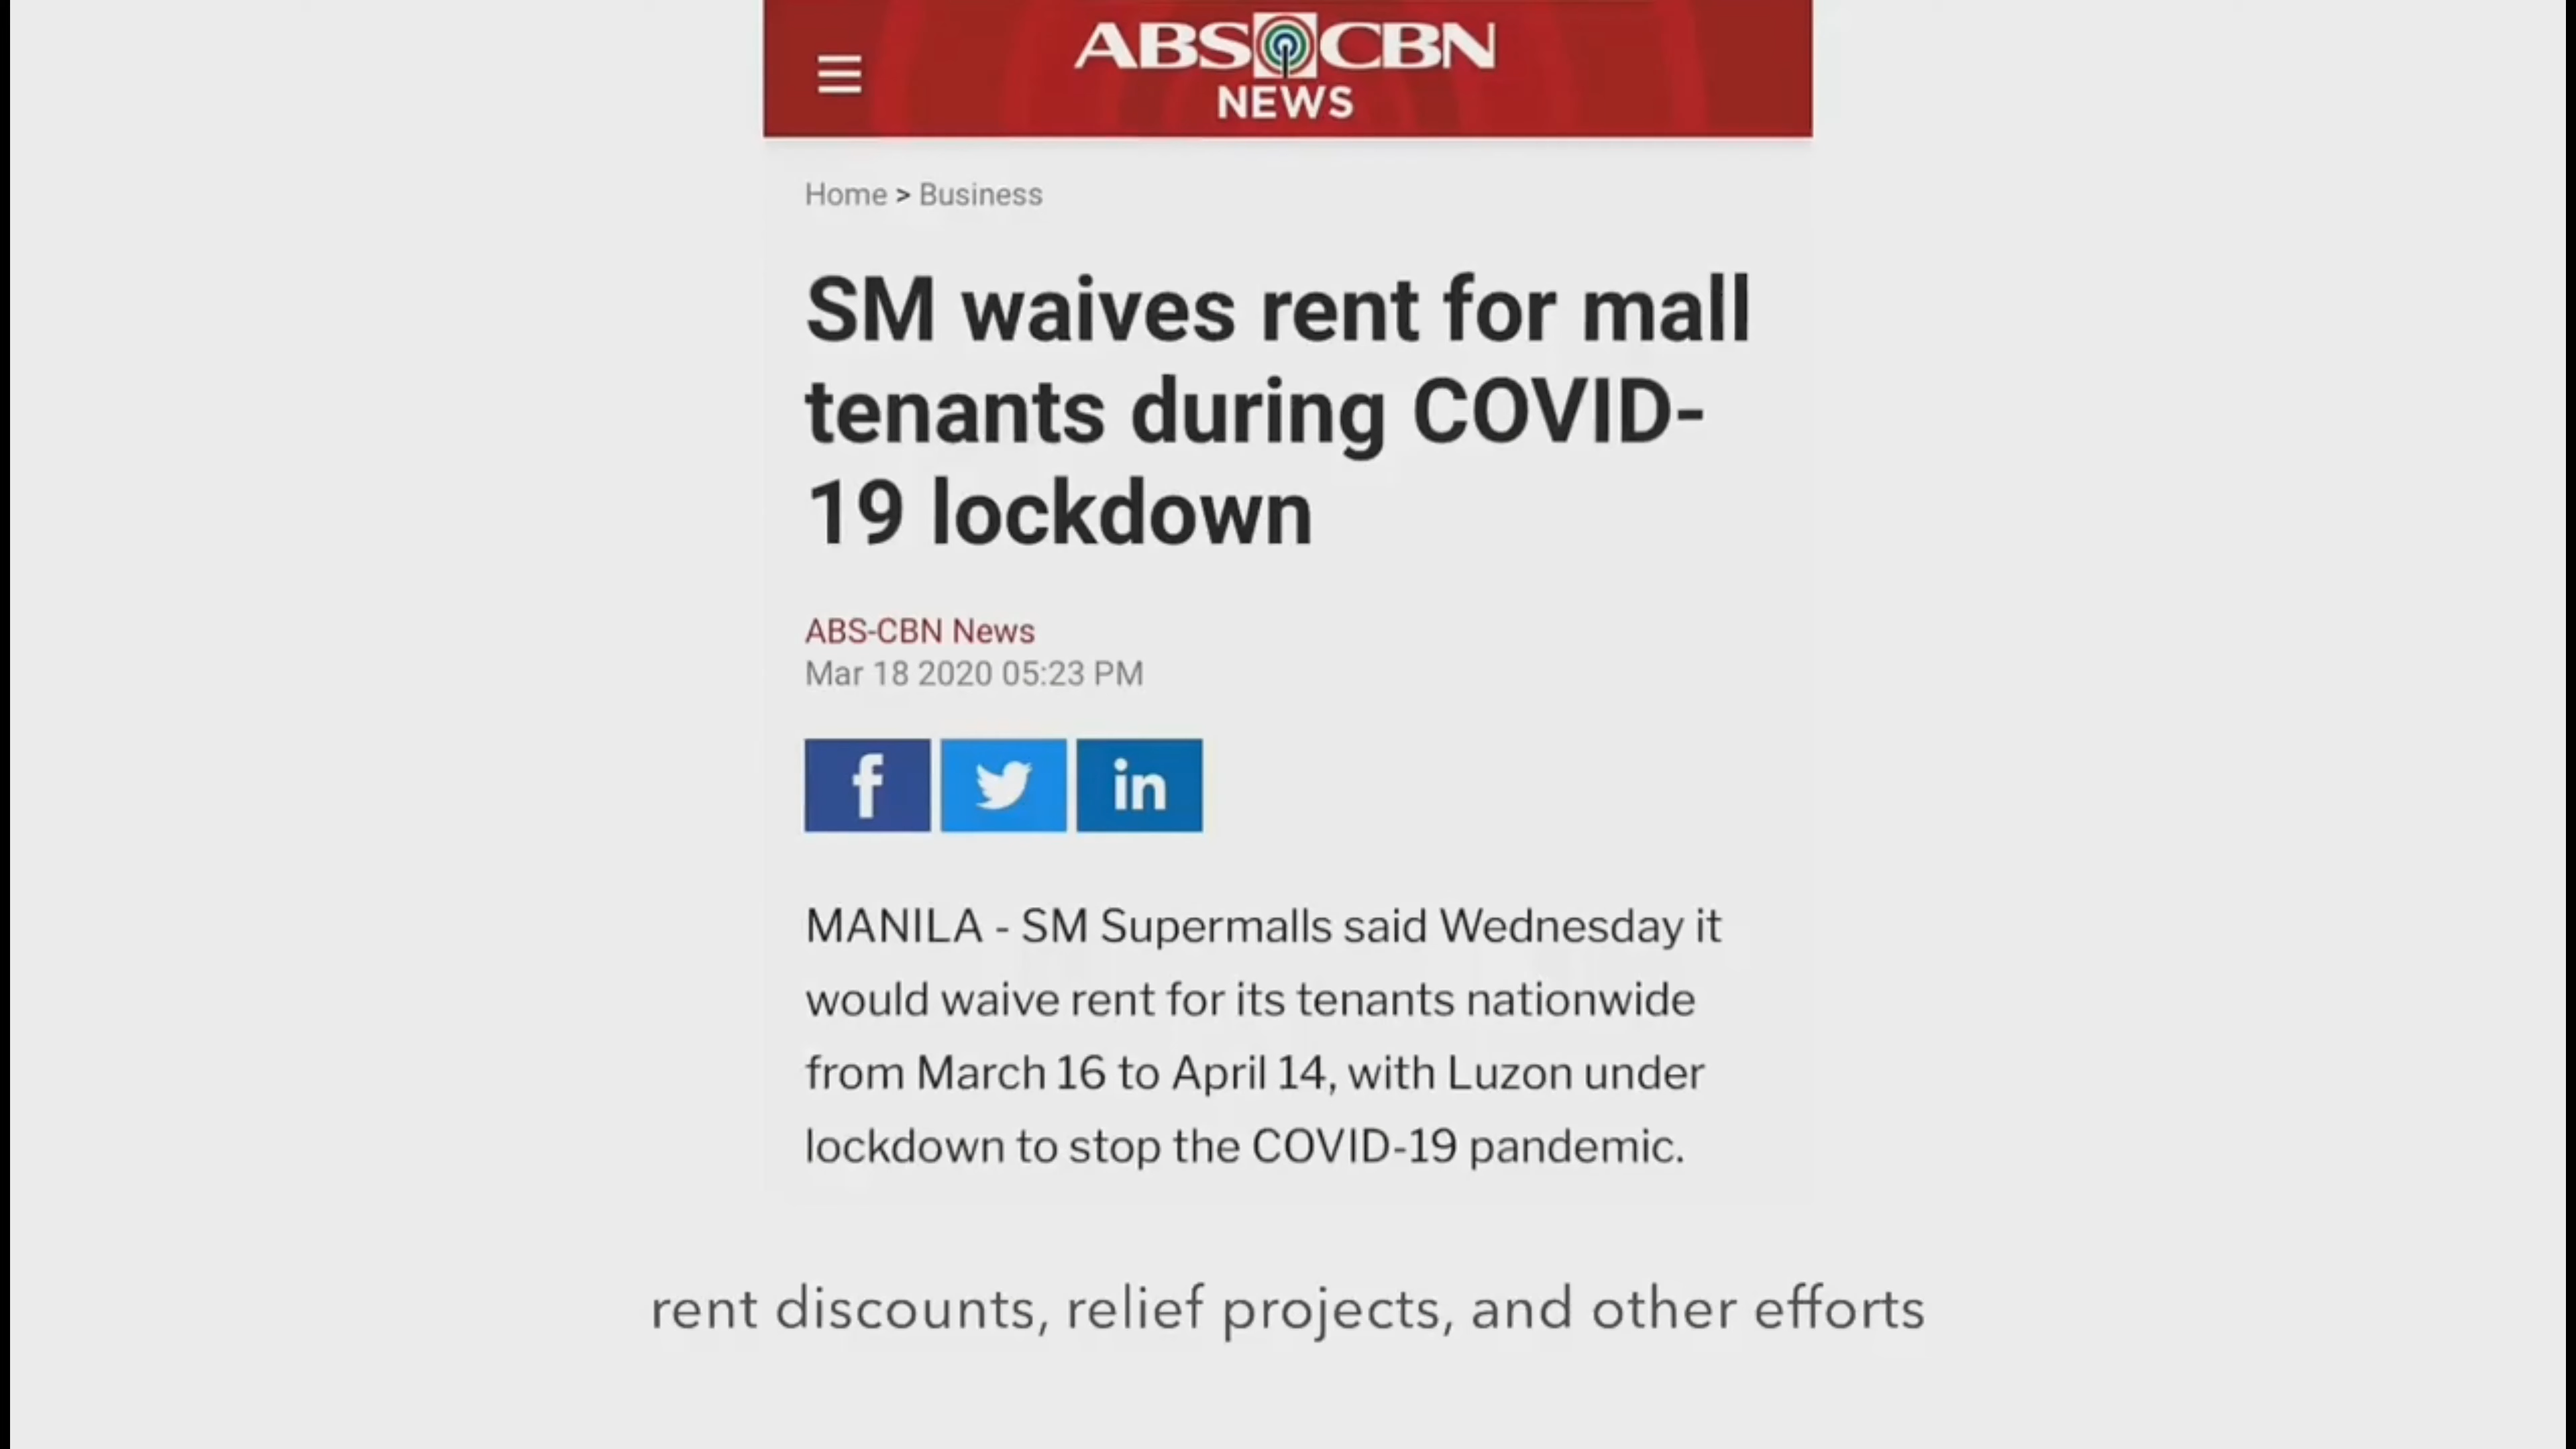 ABS CBN
NEWS
Home > Business
SM waives rent for mall
tenants during COVID-
19 lockdown
ABS-CBN News
Mar 18 2020 05:23 PM
f in
MANILA - SM Supermalls said Wednesday it
would waive rent for its tenants nationwide
from March 16 to April 14, with Luzon under
lockdown to stop the COVID-19 pandemic.
rent discounts, relief projects, and other efforts